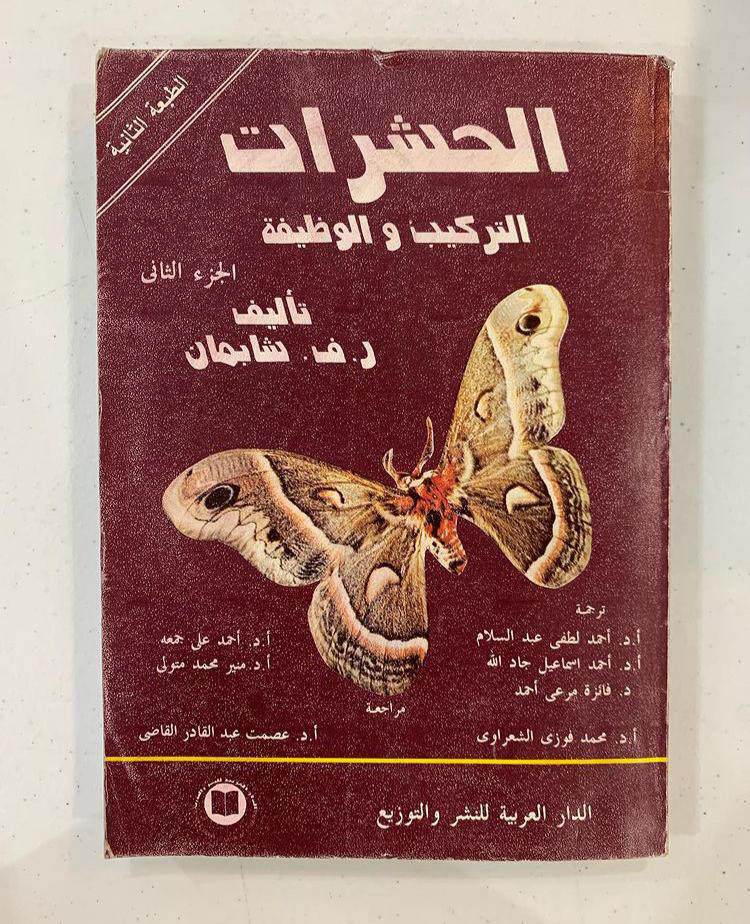 الطبعة الثانية
الحشرات
التركيب و الوظيفة
الجزء الثانى
تأليف
ر. ف. شابمان
ترجمة
أ.د. أحمد لطفى عبد السلام
أ.د. أحمد على جمعه
أ.د. أحمد اسماعيل جاد الله
أ.د. منير محمد متولى
د. فائزة مرعى أحمد
مراجعة
أ.د. محمد فوزى الشعراوى
أ.د. عصمت عبد القادر القاضى
الدار العربية للنشر والتوزيع